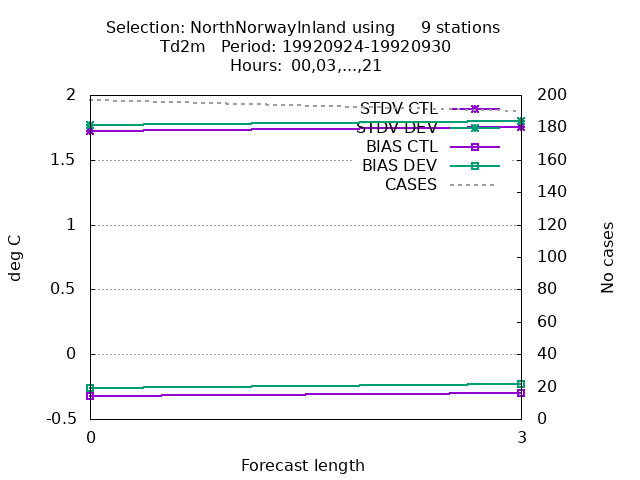 Selection: NorthNorwayInland using 9 stations
Td2m Period: 19920924-19920930
Hours: 00,03,...,21
2
1.5
1
0.5
0
-0.5
deg C
200
180
160
140
120
100
80
60
40
20
0
No cases
STDV CTL
STDV DEV
BIAS CTL
BIAS DEV
CASES
0 3
Forecast length